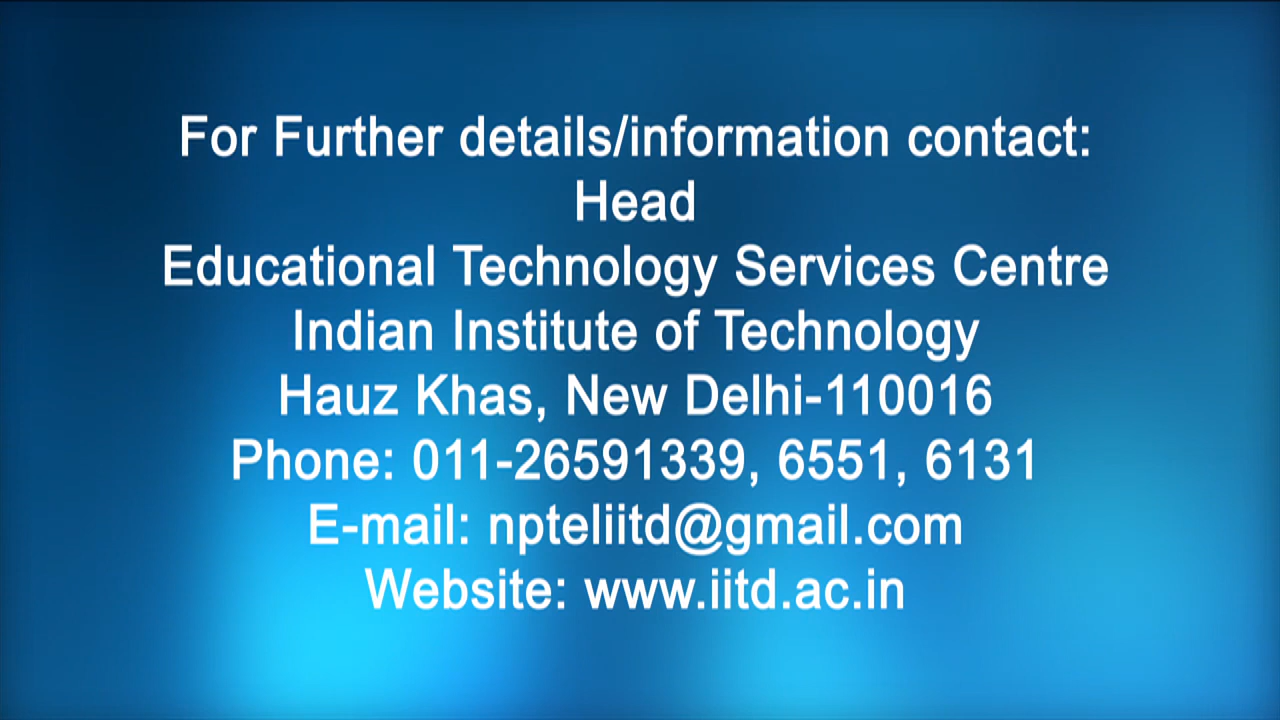 For Further details/information contact:
Head
Educational Technology Services Centre
Indian Institute of Technology
Hauz Khas, New Delhi-110016
Phone: 011-26591339, 6551, 6131
E-mail: npteliitd@gmail.com
Website: www.iitd.ac.in